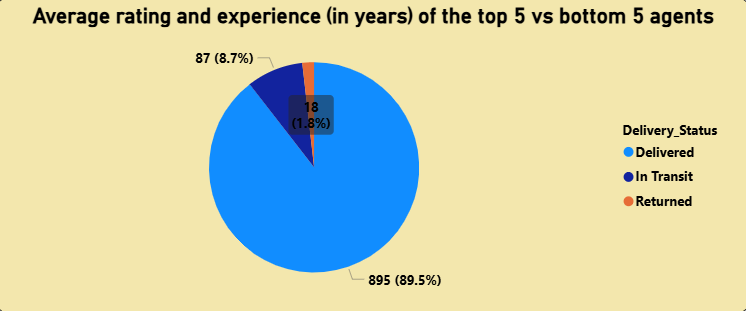 Average rating and experience (in years) of the top 5 vs bottom 5 agents
87 (8.7%)
18
(1.8%)
895 (89.5%)
Delivery_Status
Delivered
In Transit
Returned